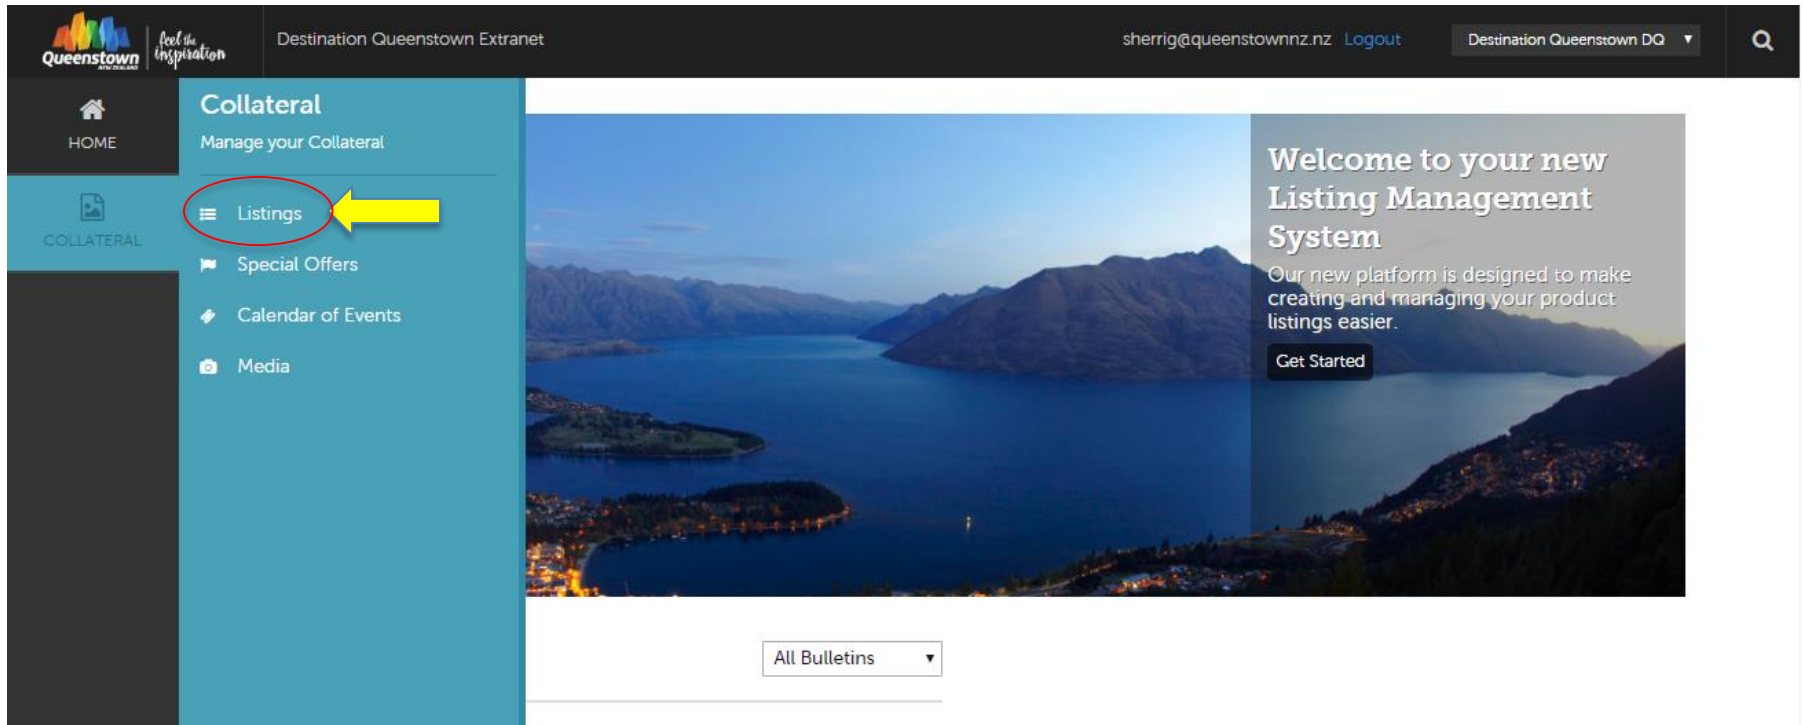 Queenstown
NEW ZEALAND
feel the
inspiration
Destination Queenstown Extranet
sherrig@queenstownnz.nz Logout
Destination Queenstown DQ
HOME
COLLATERAL
Collateral
Manage your Collateral
Listings
Special Offers
Calendar of Events
Media
Welcome to your new
Listing Management
System
Our new platform is designed to make
creating and managing your product
listings easier.
Get Started
All Bulletins